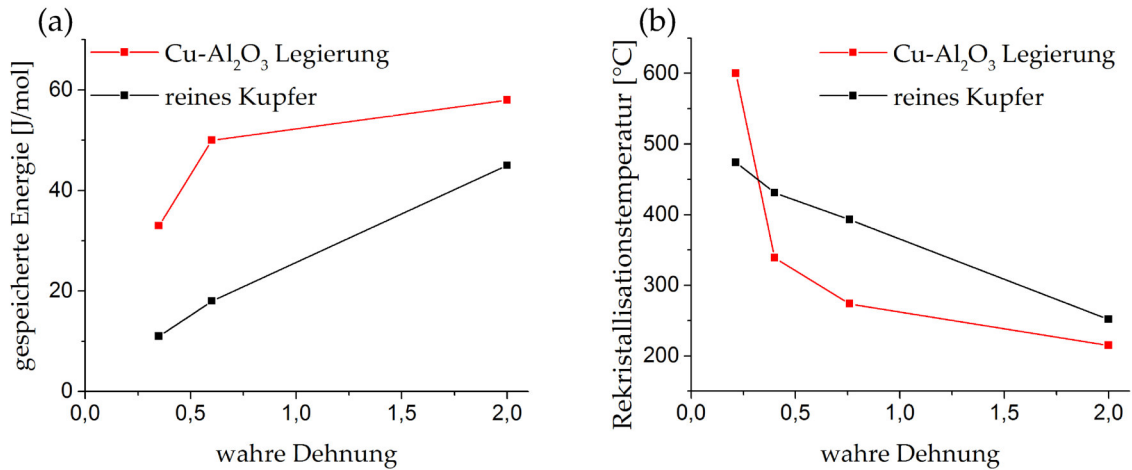 (a)
Cu-Al₂O₃ Legierung
reines Kupfer
gespeicherte Energie [J/mol]
60
40
20
0
0,0 0,5 1,0 1,5 2,0
wahre Dehnung
(b)
Cu-Al₂O₃ Legierung
reines Kupfer
Rekristallisationstemperatur [°C]
600
500
400
300
200
0,0 0,5 1,0 1,5 2,0
wahre Dehnung